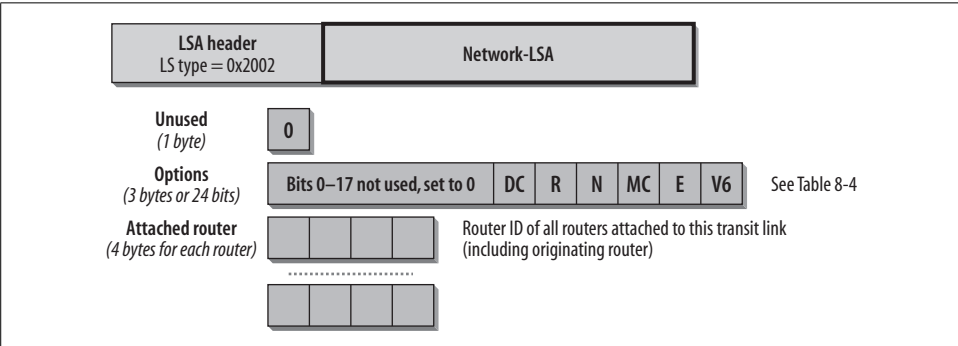 LSA header
LS type = 0x2002
Network-LSA
Unused
(1 byte)
0
Options
(3 bytes or 24 bits)
Bits 0–17 not used, set to 0 DC R N MC E V6 See Table 8-4
Attached router
(4 bytes for each router)
Router ID of all routers attached to this transit link
(including originating router)